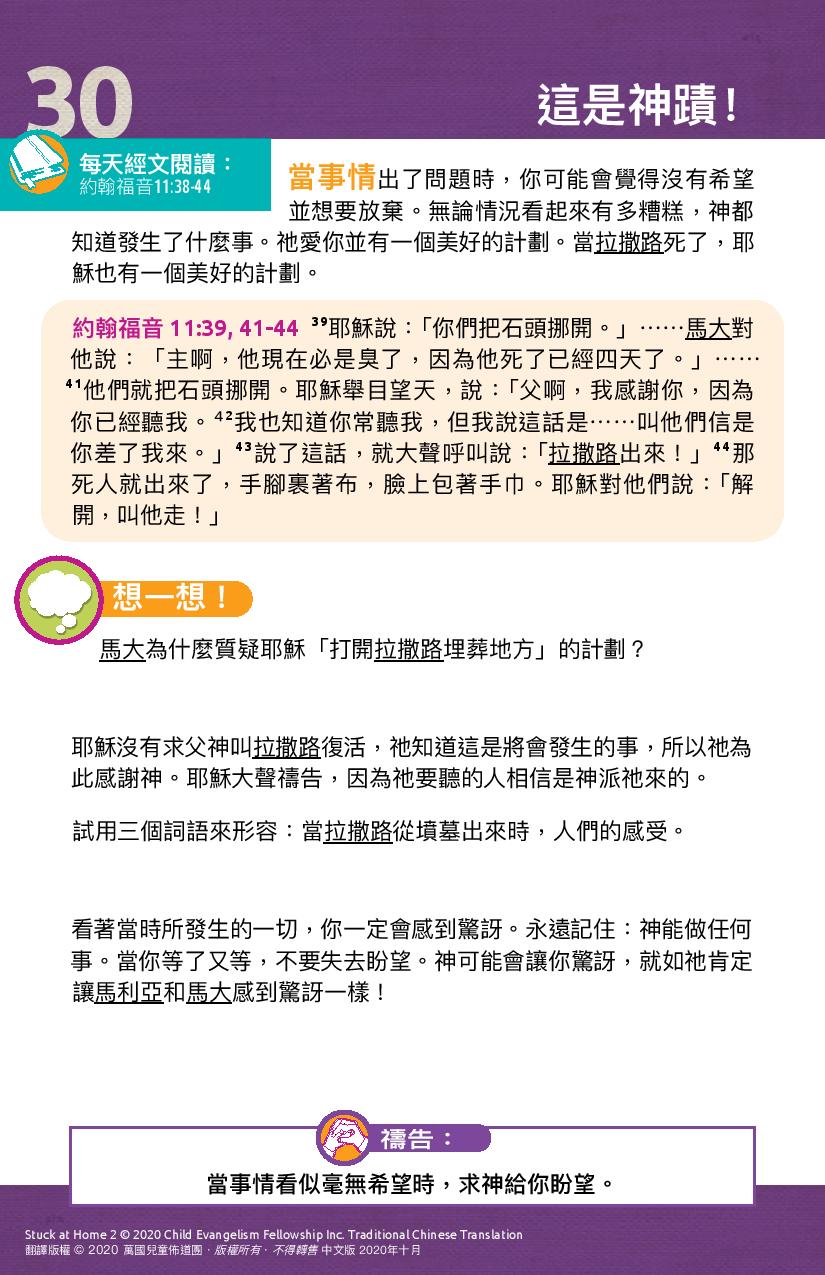 30
這是神蹟！
每天經文閱讀：
約翰福音11:38-44
當事情出了問題時，你可能會覺得沒有希望
並想要放棄。無論情況看起來有多糟糕，神都
知道發生了什麼事。祂愛你並有一個美好的計劃。當拉撒路死了，耶
穌也有一個美好的計劃。
約翰福音 11:39, 41-44 ³⁹耶穌說：「你們把石頭挪開。」⋯⋯馬大對
他說：「主啊，他現在必是臭了，因為他死了已經四天了。」⋯⋯
⁴¹他們就把石頭挪開。耶穌舉目望天，說：「父啊，我感謝你，因為
你已經聽我。⁴²我也知道你常聽我，但我說這話是⋯⋯叫他們信是
你差了我來。」⁴³說了這話，就大聲呼叫說：「拉撒路出來！」⁴⁴那
死人就出來了，手腳裹著布，臉上包著手巾。耶穌對他們說：「解
開，叫他走！」
想一想！
馬大為什麼質疑耶穌「打開拉撒路埋葬地方」的計劃？
耶穌沒有求父神叫拉撒路復活，祂知道這是將會發生的事，所以祂為
此感謝神。耶穌大聲禱告，因為祂要聽的人相信是神派祂來的。
試用三個詞語來形容：當拉撒路從墳墓出來時，人們的感受。
看著當時所發生的一切，你一定會感到驚訝。永遠記住：神能做任何
事。當你等了又等，不要失去盼望。神可能會讓你驚訝，就如祂肯定
讓馬利亞和馬大感到驚訝一樣！
禱告：
當事情看似毫無希望時，求神給你盼望。
Stuck at Home 2 © 2020 Child Evangelism Fellowship Inc. Traditional Chinese Translation
翻譯版權 © 2020 萬國兒童佈道團．版權所有．不得轉售 中文版 2020年十月